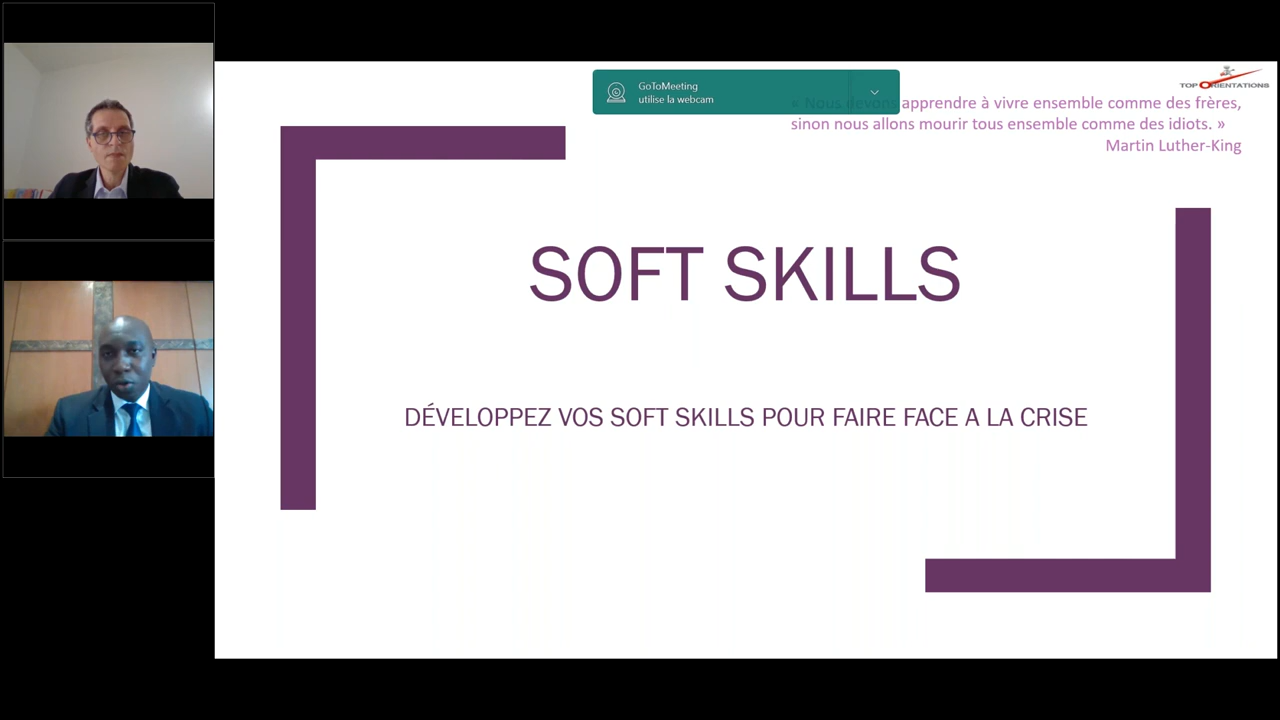 GoToMeeting
utilise la webcam
TOP ORIENTATIONS
« Nous devons apprendre à vivre ensemble comme des frères,
sinon nous allons mourir tous ensemble comme des idiots. »
Martin Luther-King
SOFT SKILLS
DÉVELOPPEZ VOS SOFT SKILLS POUR FAIRE FACE A LA CRISE